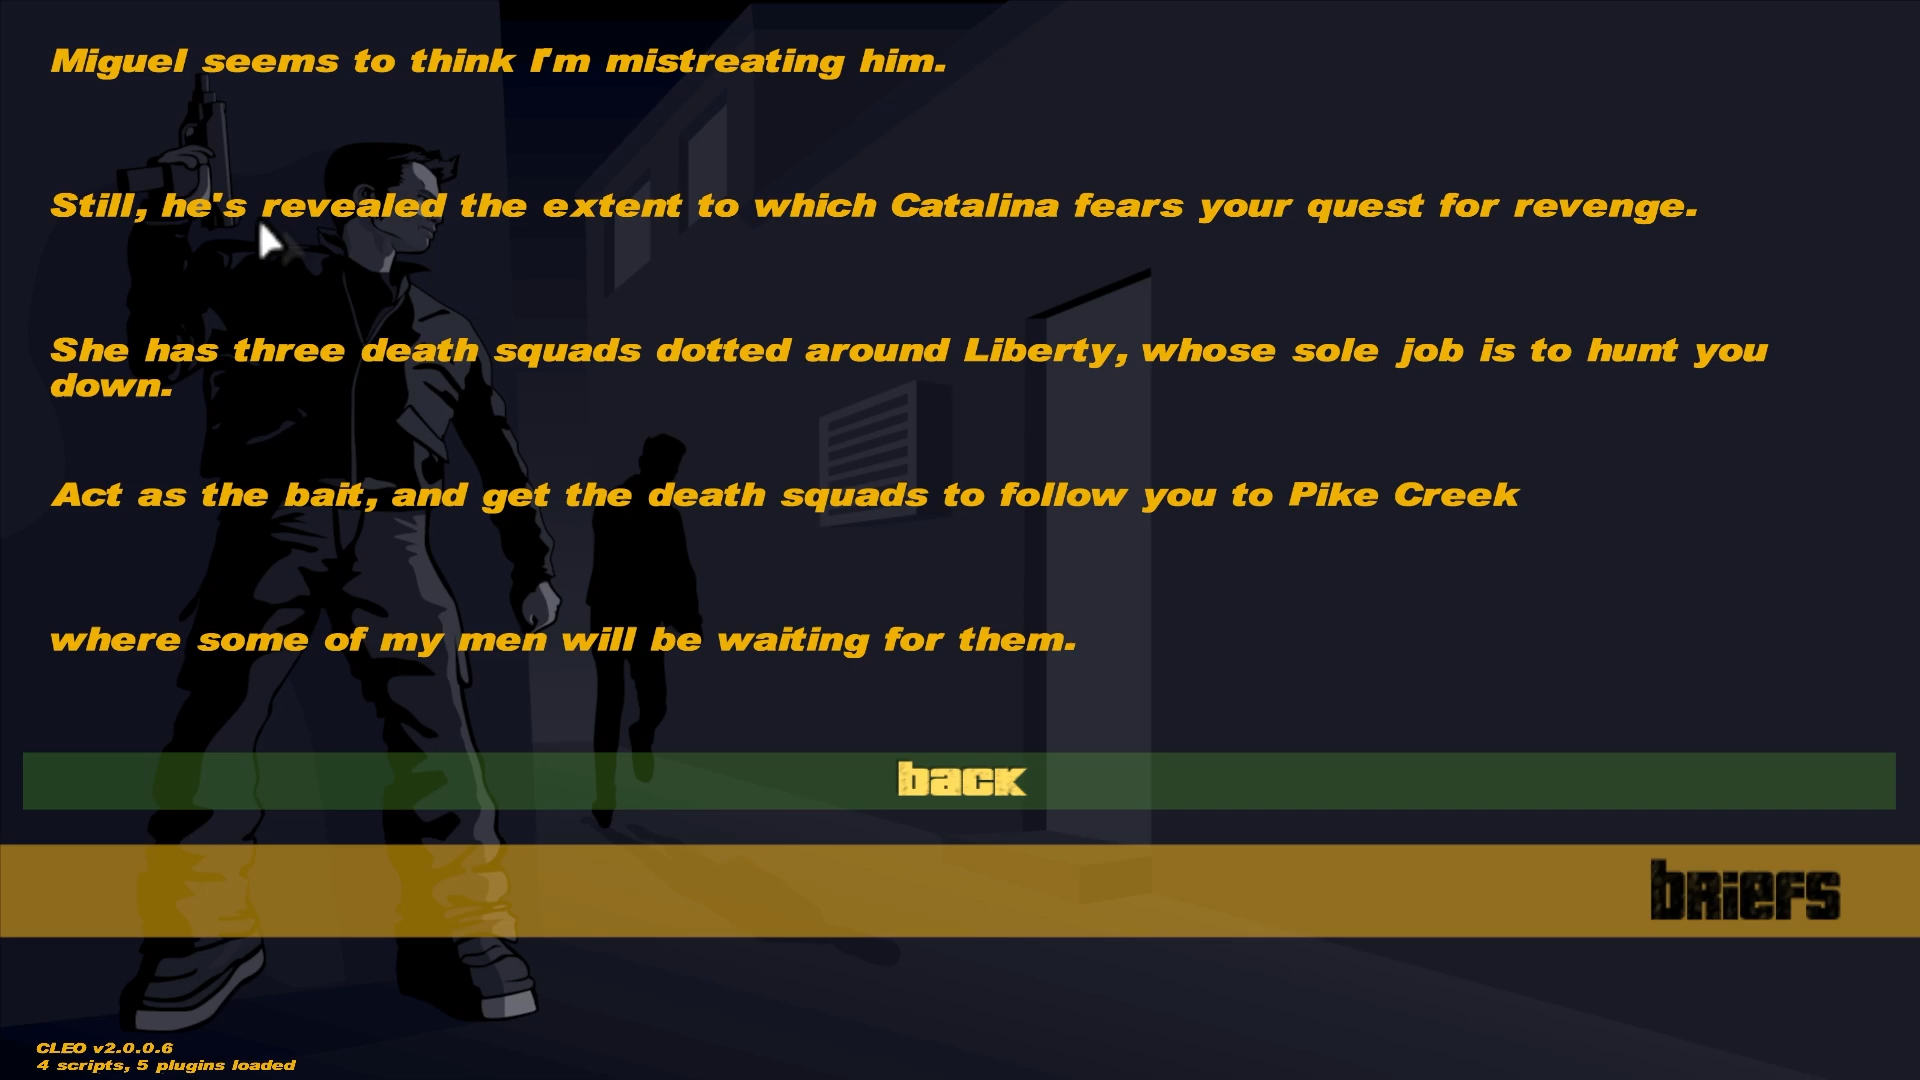 Miguel seems to think I'm mistreating him.
Still, he's revealed the extent to which Catalina fears your quest for revenge.
She has three death squads dotted around Liberty, whose sole job is to hunt you
down.
Act as the bait, and get the death squads to follow you to Pike Creek
where some of my men will be waiting for them.
back
BRiEFS
CLEO v2.0.0.6
4 scripts, 5 plugins loaded